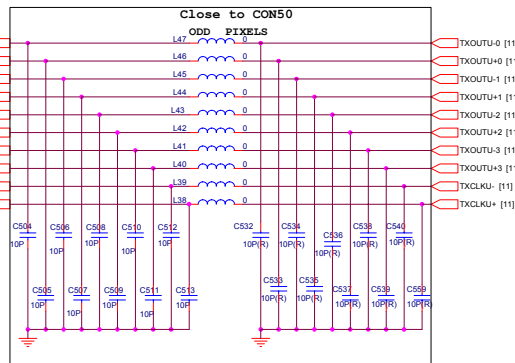 Close to CON50
ODD PIXELS
L47 0 TXOUTU-0 [11
L46 0 TXOUTU+0 [11
L45 0 TXOUTU-1 [11
L44 0 TXOUTU+1 [11
L43 0 TXOUTU-2 [11
L42 0 TXOUTU+2 [11
L41 0 TXOUTU-3 [11
L40 0 TXOUTU+3 [11
L39 0 TXCLKU- [11]
L38 0 TXCLKU+ [11]
C504 C506 C508 C510 C512 C532 C534 C536 C538 C540
10P 10P 10P 10P 10P 10P(R) 10P(R) 10P(R) 10P(R) 10P(R)
C505 C507 C509 C511 C513 C533 C535 C537 C539 C559
10P 10P 10P 10P 10P 10P(R) 10P(R) 10P(R) 10P(R) 10P(R)